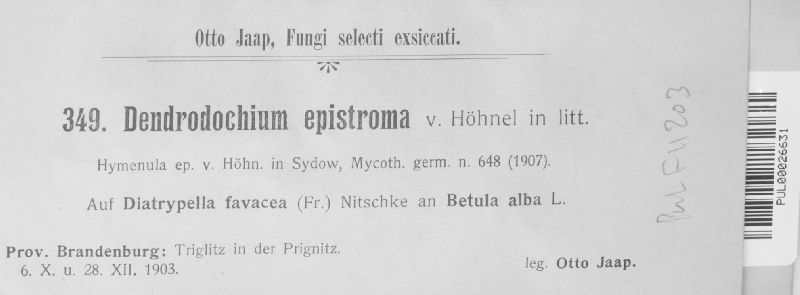 Otto Jaap, Fungi selecti exsiccati.
349. Dendrodochium epistroma v. Höhnel in litt.
Hymenula ep. v. Höhn. in Sydow, Mycoth. germ. n. 648 (1907).
Auf Diatrypella favacea (Fr.) Nitschke an Betula alba L.
Prov. Brandenburg: Triglitz in der Prignitz.
6. X. u. 28. XII. 1903.
leg. Otto Jaap.
PUL F11203
PUL00026631